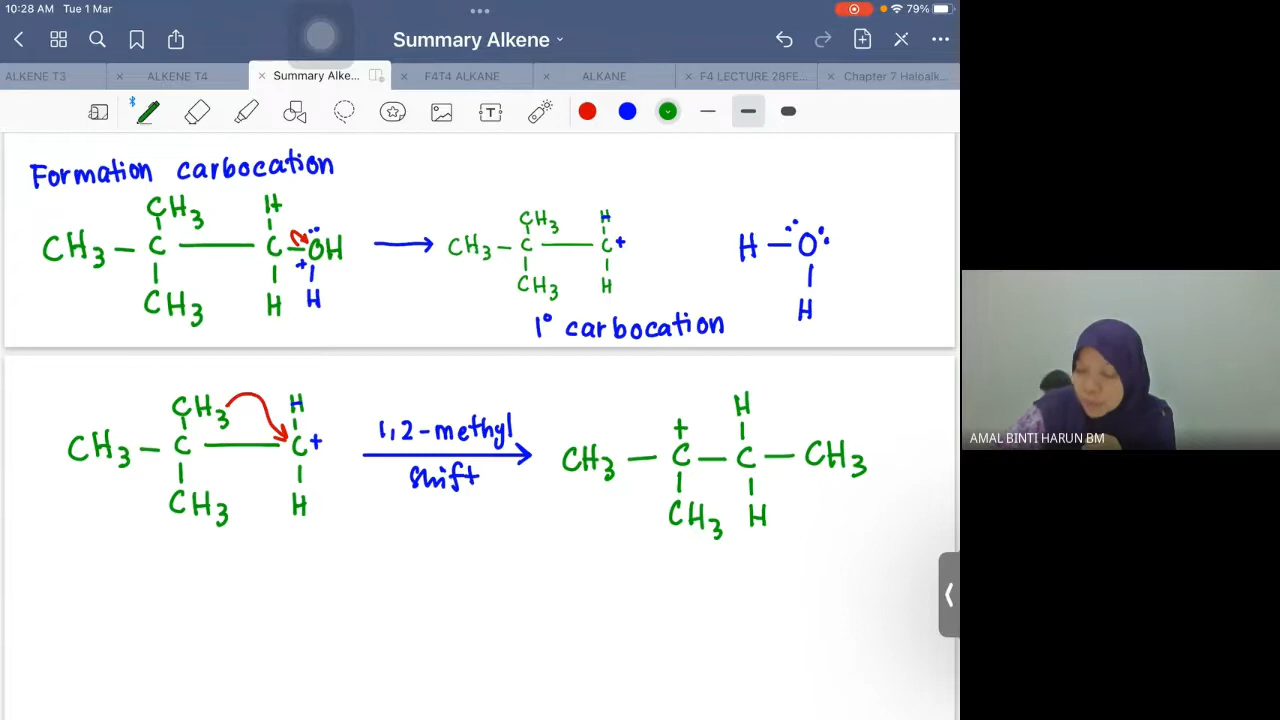 10:28 AM Tue 1 Mar
79%
Summary Alkene
ALKENE T3
ALKENE T4
Summary Alke...
F4T4 ALKANE
ALKANE
F4 LECTURE 28FE...
Chapter 7 Haloalk...
Formation carbocation
CH3 H
CH3 — C — C — OH
+
CH3 H H
CH3 H
CH3 — C — C +
CH3 H
H — O
H
1° carbocation
CH3 H
CH3 — C — C +
CH3 H
1,2-methyl
shift
+ H
CH3 — C — C — CH3
CH3 H
AMAL BINTI HARUN BM